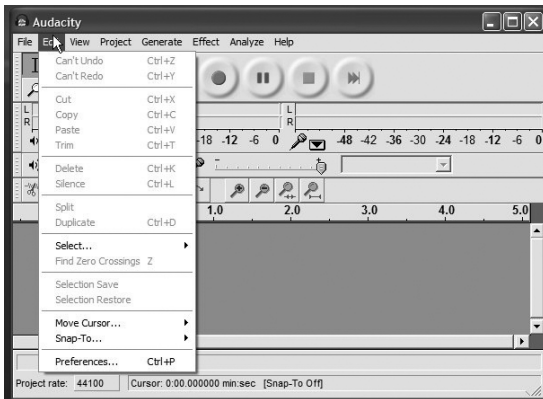 Audacity
File Edit View Project Generate Effect Analyze Help
Can't Undo Ctrl+Z
Can't Redo Ctrl+Y
Cut Ctrl+X
Copy Ctrl+C
Paste Ctrl+V
Trim Ctrl+T
Delete Ctrl+K
Silence Ctrl+L
Split
Duplicate Ctrl+D
Select...
Find Zero Crossings Z
Selection Save
Selection Restore
Move Cursor...
Snap-To...
Preferences... Ctrl+P
L
R
L
R
-18 -12 -6 0
-48 -42 -36 -30 -24 -18 -12 -6 0
1.0 2.0 3.0 4.0 5.0
Project rate: 44100 Cursor: 0:00.000000 min:sec [Snap-To Off]